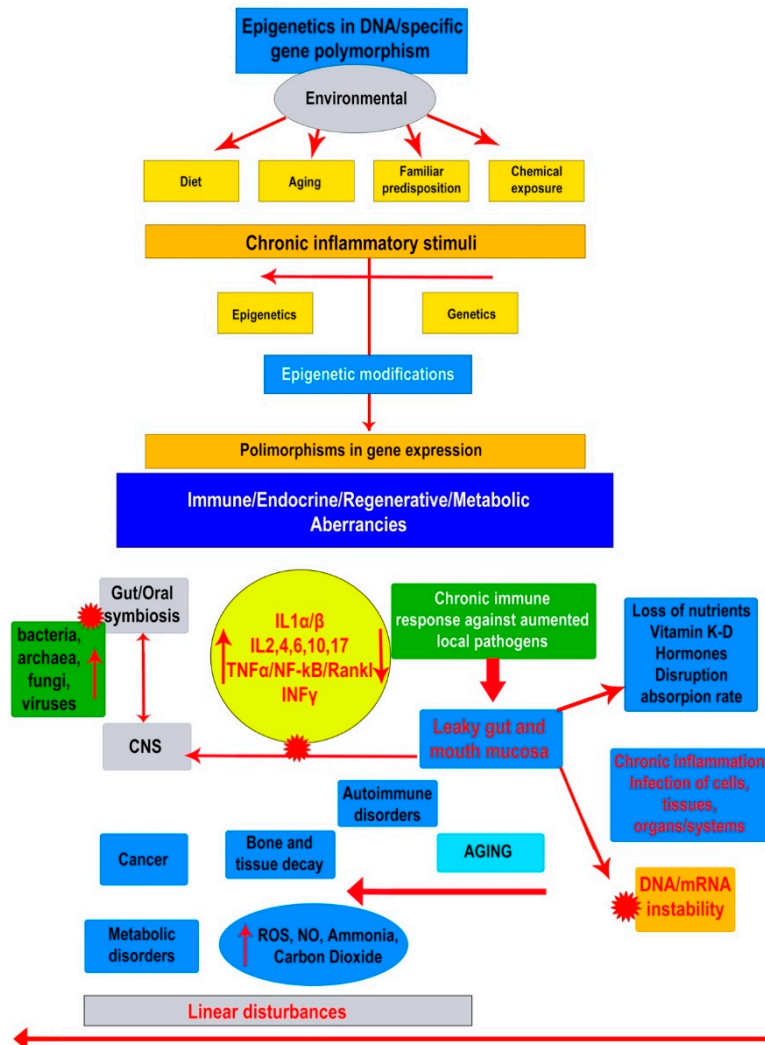 Epigenetics in DNA/specific
gene polymorphism
Environmental
Diet
Aging
Familiar
predisposition
Chemical
exposure
Chronic inflammatory stimuli
Epigenetics
Genetics
Epigenetic modifications
Polimorphisms in gene expression
Immune/Endocrine/Regenerative/Metabolic
Aberrancies
Gut/Oral
symbiosis
bacteria,
archaea,
fungi,
viruses
CNS
IL1α/β
IL2,4,6,10,17
TNFα/NF-kB/Rankl
INFγ
Chronic immune
response against aumented
local pathogens
Loss of nutrients
Vitamin K-D
Hormones
Disruption
absorpion rate
Leaky gut and
mouth mucosa
Chronic inflammation
Infection of cells,
tissues,
organs/systems
Autoimmune
disorders
Cancer
Bone and
tissue decay
AGING
DNA/mRNA
instability
Metabolic
disorders
ROS, NO, Ammonia,
Carbon Dioxide
Linear disturbances